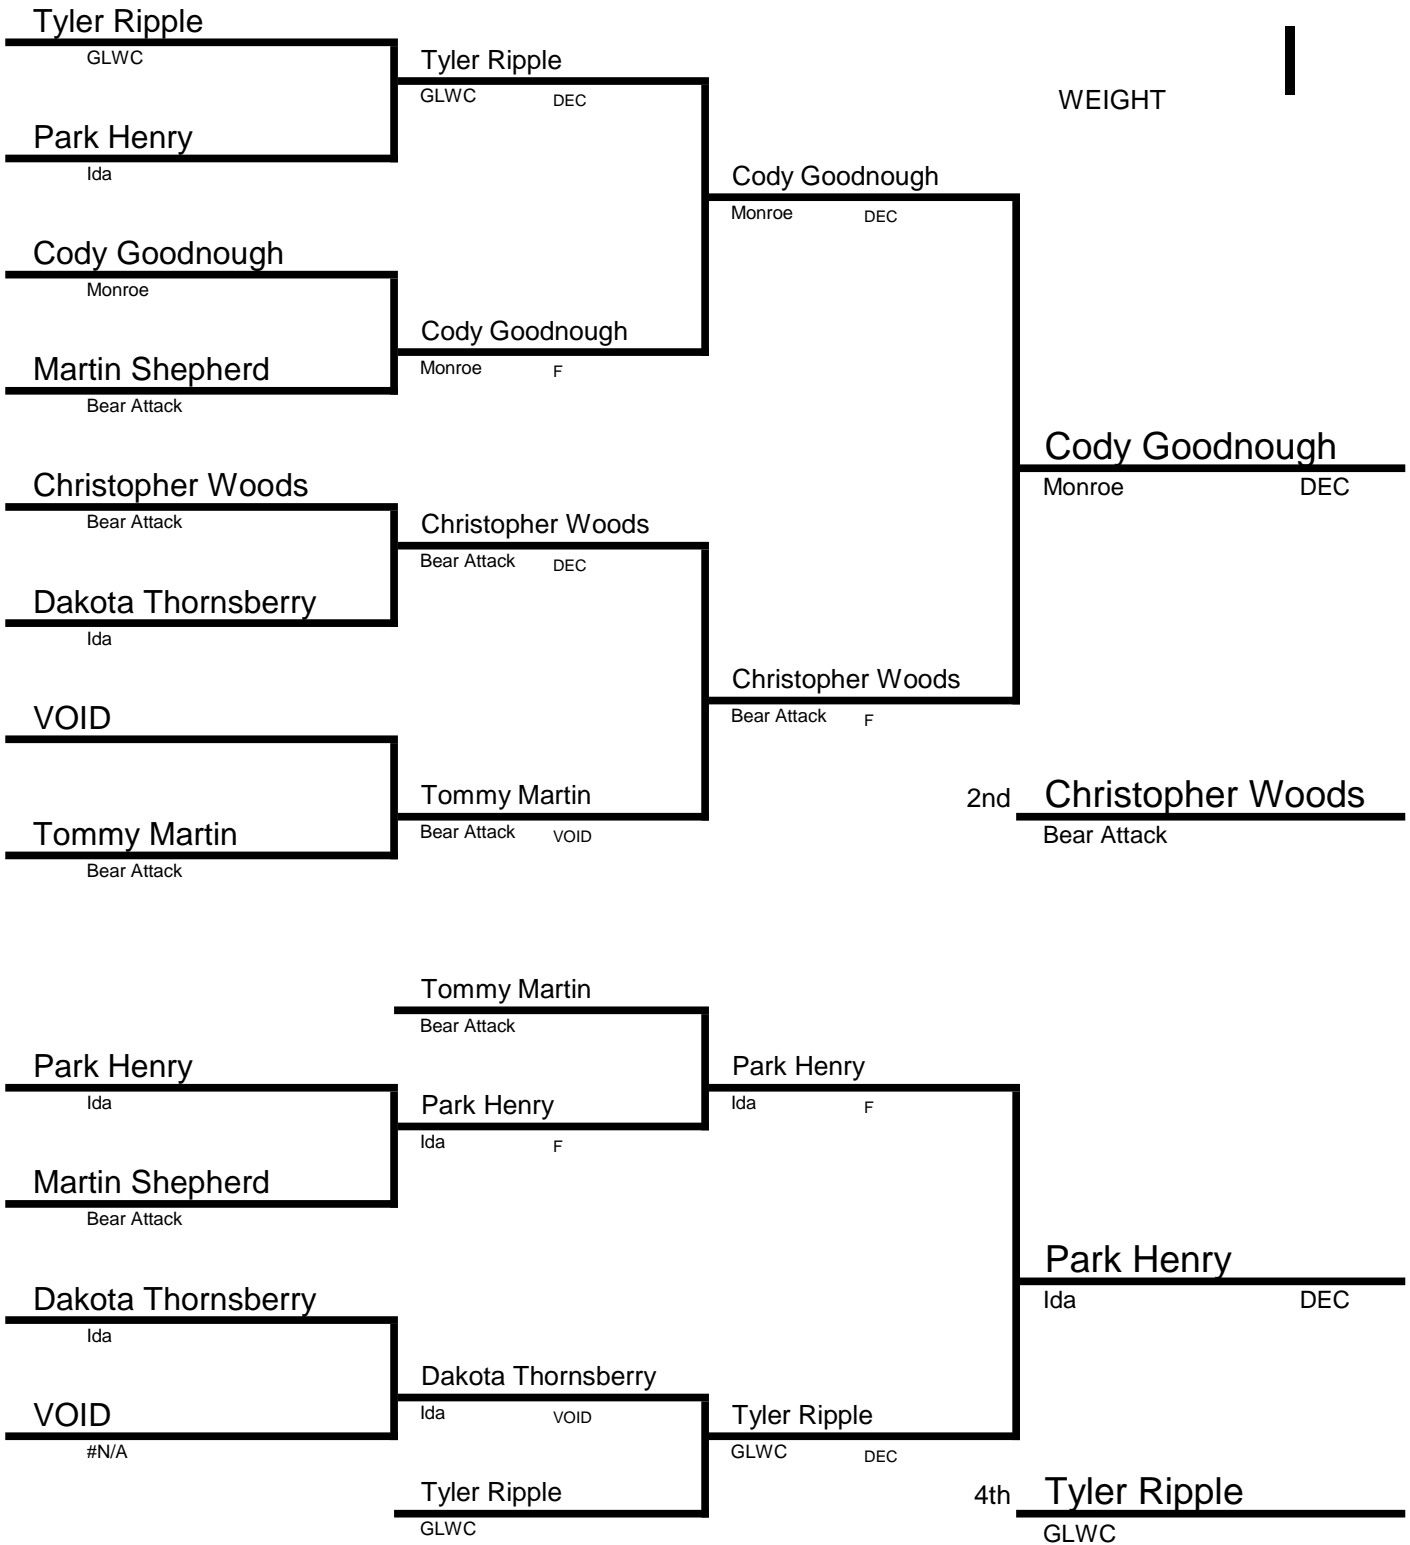 Tyler Ripple
GLWC
Tyler Ripple
GLWC DEC
WEIGHT
Park Henry
Ida
Cody Goodnough
Monroe DEC
Cody Goodnough
Monroe
Cody Goodnough
Monroe F
Martin Shepherd
Bear Attack
Cody Goodnough
Monroe DEC
Christopher Woods
Bear Attack
Christopher Woods
Bear Attack DEC
Dakota Thornsberry
Ida
Christopher Woods
Bear Attack F
VOID
Tommy Martin
Bear Attack VOID
2nd Christopher Woods
Bear Attack
Tommy Martin
Bear Attack
Tommy Martin
Bear Attack
Park Henry
Ida
Park Henry
Ida F
Park Henry
Ida F
Martin Shepherd
Bear Attack
Park Henry
Ida DEC
Dakota Thornsberry
Ida
Dakota Thornsberry
Ida VOID
VOID
#N/A
Tyler Ripple
GLWC DEC
Tyler Ripple
GLWC
4th Tyler Ripple
GLWC